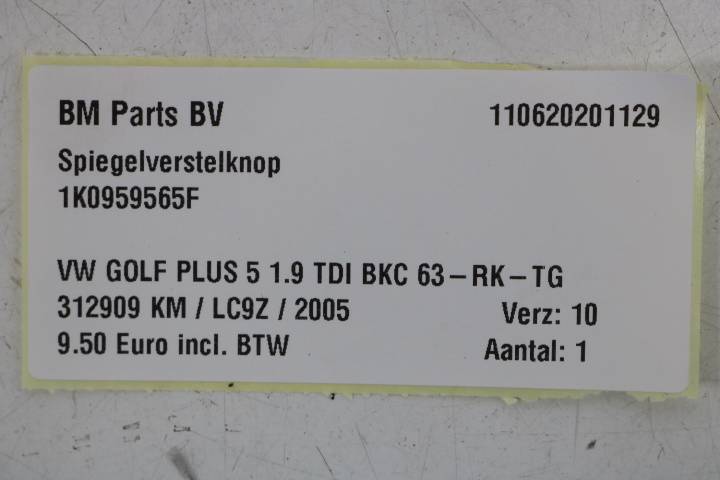 BM Parts BV 110620201129
Spiegelverstelknop
1K0959565F
VW GOLF PLUS 5 1.9 TDI BKC 63-RK-TG
312909 KM / LC9Z / 2005 Verz: 10
9.50 Euro incl. BTW Aantal: 1